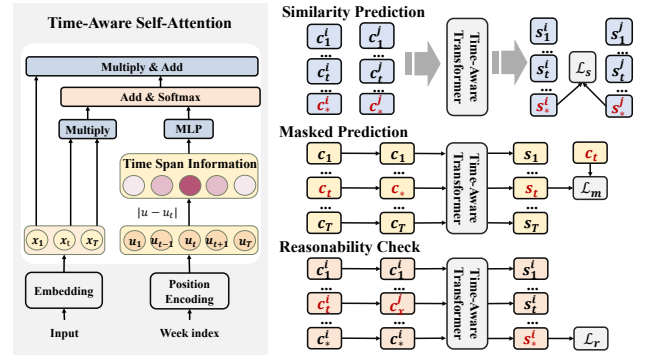 Time-Aware Self-Attention
Multiply & Add
Add & Softmax
Multiply
MLP
Time Span Information
|u − u_t|
x_1 x_t x_T
u_1 u_{t−1} u_t u_{t+1} u_T
Embedding
Position
Encoding
Input
Week index
Similarity Prediction
c_1^i c_1^j s_1^i s_1^j
... ... ... ...
c_t^i c_t^j s_t^i s_t^j
... ... ... ...
c_*^i c_*^j s_*^i s_*^j
Time-Aware
Transformer
ℒ_s
Masked Prediction
c_1 c_1 s_1 c_t
... ... ...
c_t c_* s_t ℒ_m
... ... ...
c_T c_T s_T
Time-Aware
Transformer
Reasonability Check
c_1^i c_1^i s_1^i
... ... ...
c_t^i c_x^j s_t^i
... ... ...
c_*^i c_*^i s_*^i ℒ_r
Time-Aware
Transformer